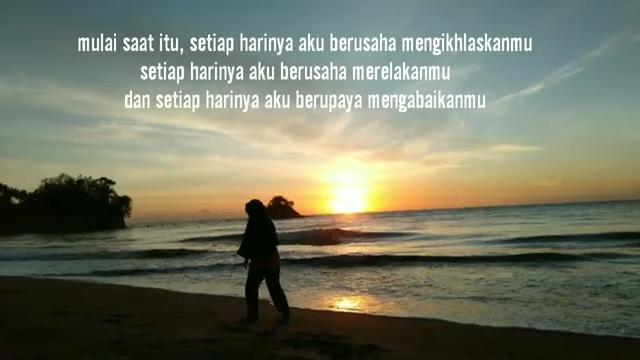 mulai saat itu, setiap harinya aku berusaha mengikhlaskanmu
setiap harinya aku berusaha merelakanmu
dan setiap harinya aku berupaya mengabaikanmu